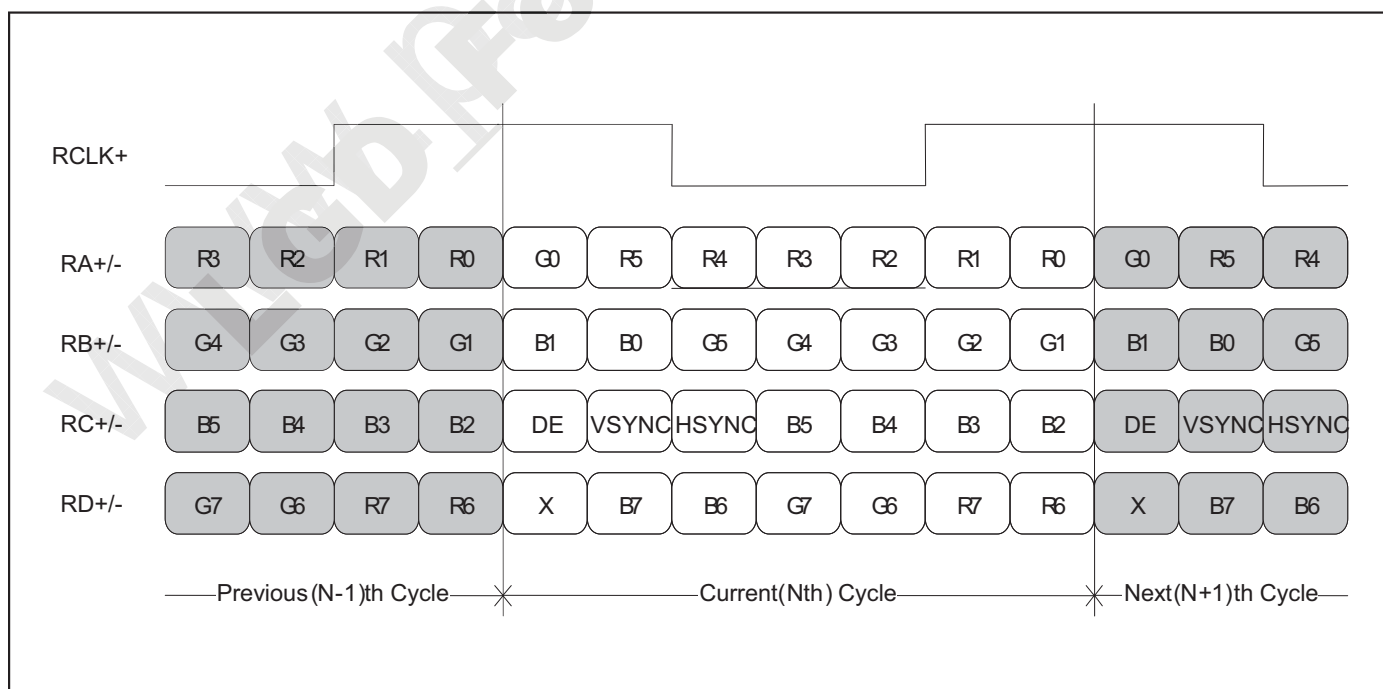 RCLK+
RA+/- R3 R2 R1 R0 G0 R5 R4 R3 R2 R1 R0 G0 R5 R4
RB+/- G4 G3 G2 G1 B1 B0 G5 G4 G3 G2 G1 B1 B0 G5
RC+/- B5 B4 B3 B2 DE VSYNC HSYNC B5 B4 B3 B2 DE VSYNC HSYNC
RD+/- G7 G6 R7 R6 X B7 B6 G7 G6 R7 R6 X B7 B6
Previous(N-1)th Cycle Current(Nth) Cycle Next(N+1)th Cycle